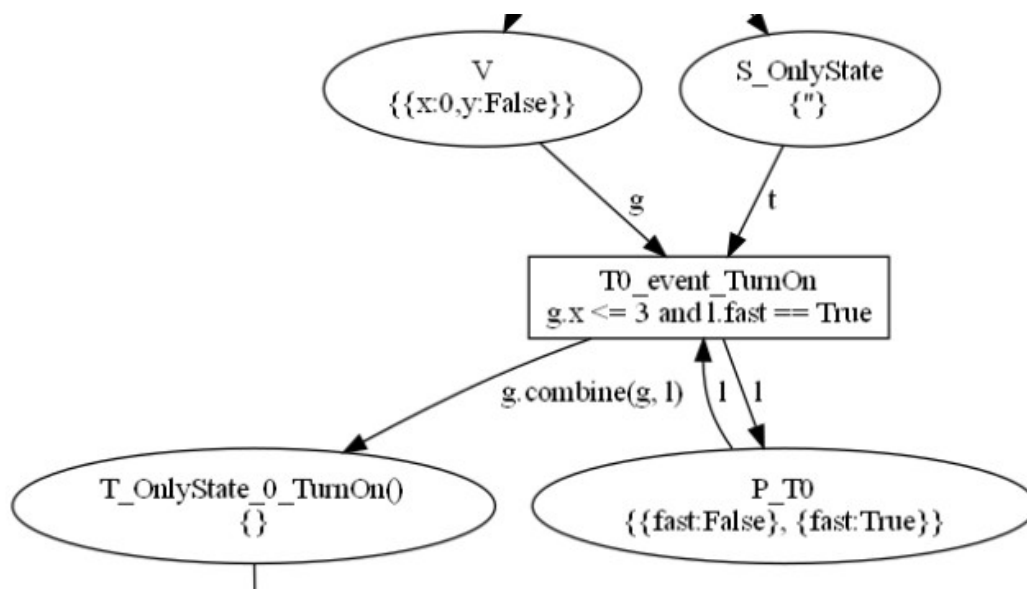 V
{{x:0,y:False}}
S_OnlyState
{''}
g
t
T0_event_TurnOn
g.x <= 3 and l.fast == True
g.combine(g, l)
l
l
T_OnlyState_0_TurnOn()
{}
P_T0
{{fast:False}, {fast:True}}